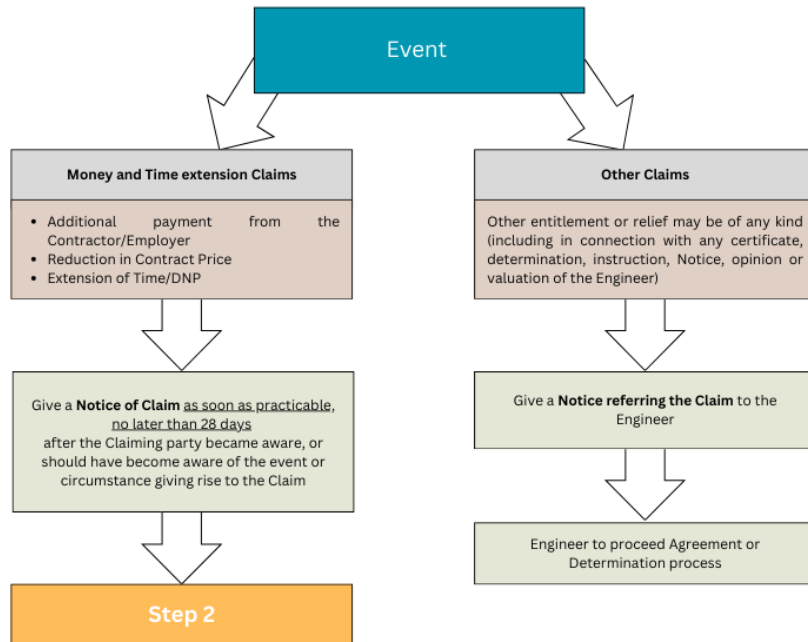 Event
Money and Time extension Claims
• Additional payment from the
Contractor/Employer
• Reduction in Contract Price
• Extension of Time/DNP
Give a Notice of Claim as soon as practicable,
no later than 28 days
after the Claiming party became aware, or
should have become aware of the event or
circumstance giving rise to the Claim
Step 2
Other Claims
Other entitlement or relief may be of any kind
(including in connection with any certificate,
determination, instruction, Notice, opinion or
valuation of the Engineer)
Give a Notice referring the Claim to the
Engineer
Engineer to proceed Agreement or
Determination process